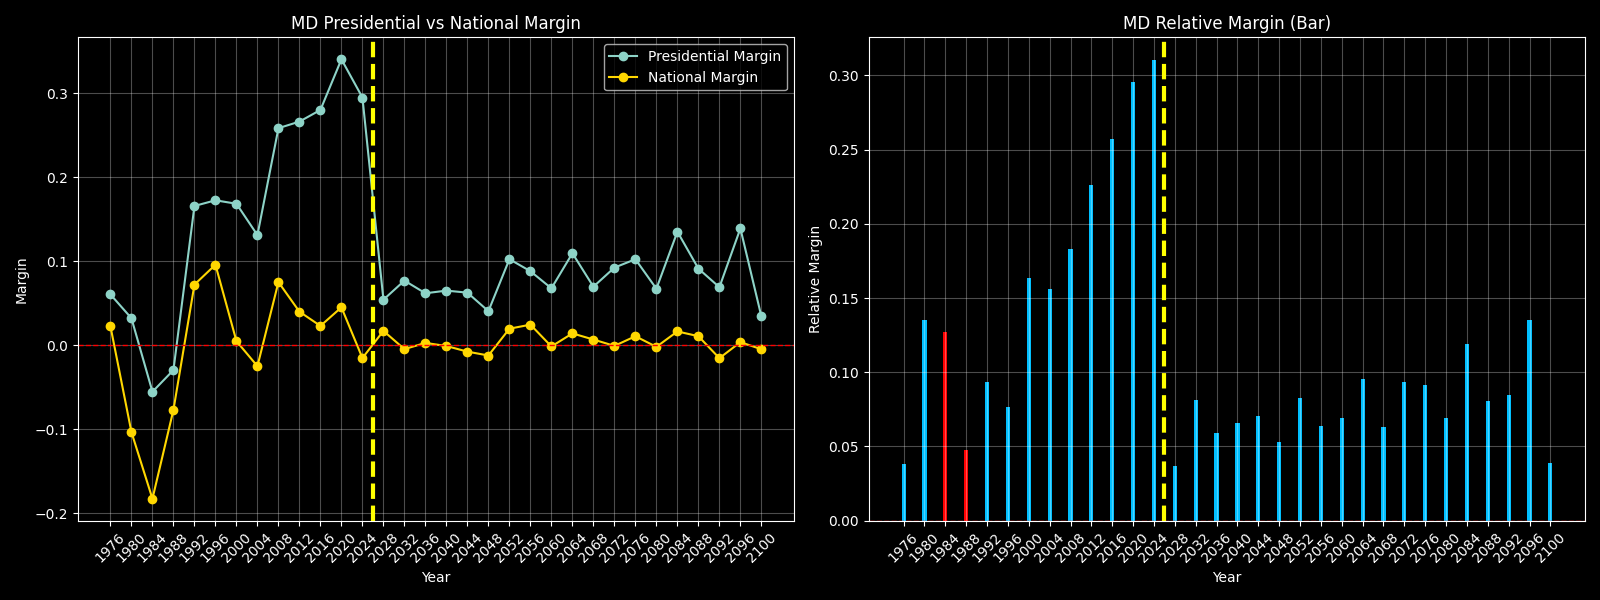 MD Presidential vs National Margin
Presidential Margin
National Margin
Margin
0.3
0.2
0.1
0.0
−0.1
−0.2
1976 1980 1984 1988 1992 1996 2000 2004 2008 2012 2016 2020 2024 2028 2032 2036 2040 2044 2048 2052 2056 2060 2064 2068 2072 2076 2080 2084 2088 2092 2096 2100
Year
MD Relative Margin (Bar)
Relative Margin
0.30
0.25
0.20
0.15
0.10
0.05
0.00
1976 1980 1984 1988 1992 1996 2000 2004 2008 2012 2016 2020 2024 2028 2032 2036 2040 2044 2048 2052 2056 2060 2064 2068 2072 2076 2080 2084 2088 2092 2096 2100
Year